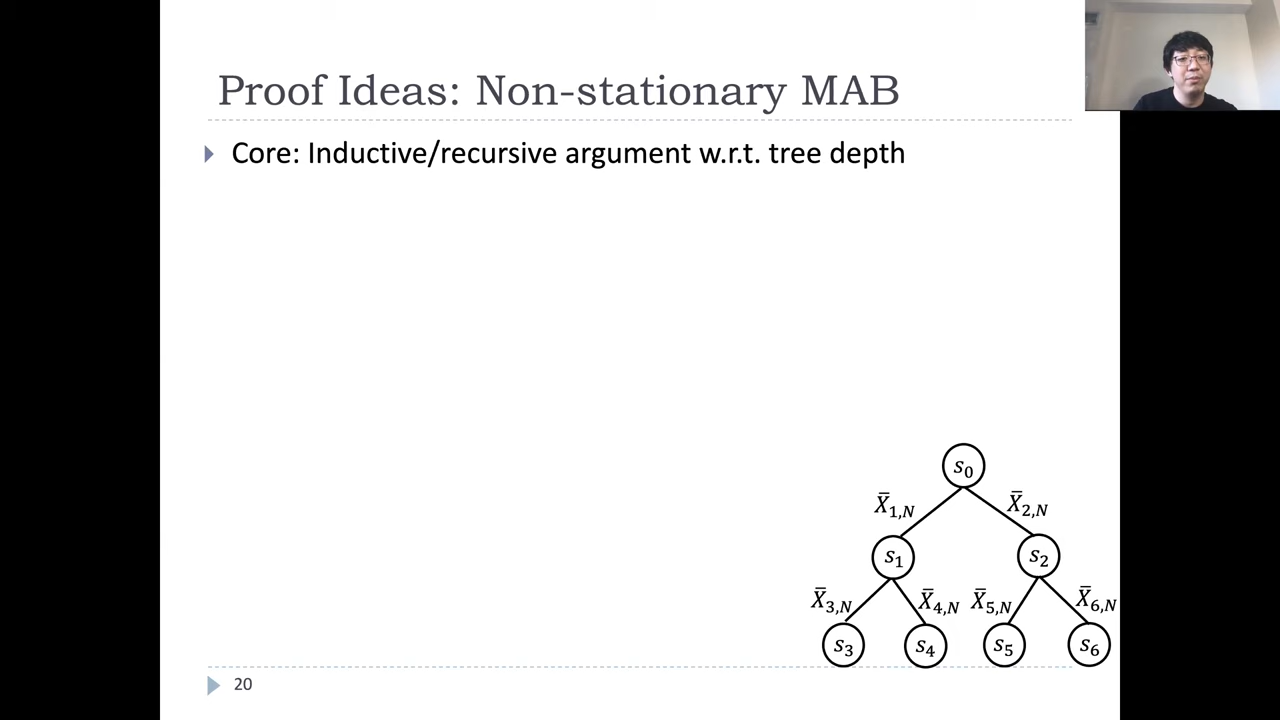 Proof Ideas: Non-stationary MAB
Core: Inductive/recursive argument w.r.t. tree depth
s₀
X̄₁,N X̄₂,N
s₁ s₂
X̄₃,N X̄₄,N X̄₅,N X̄₆,N
s₃ s₄ s₅ s₆
20